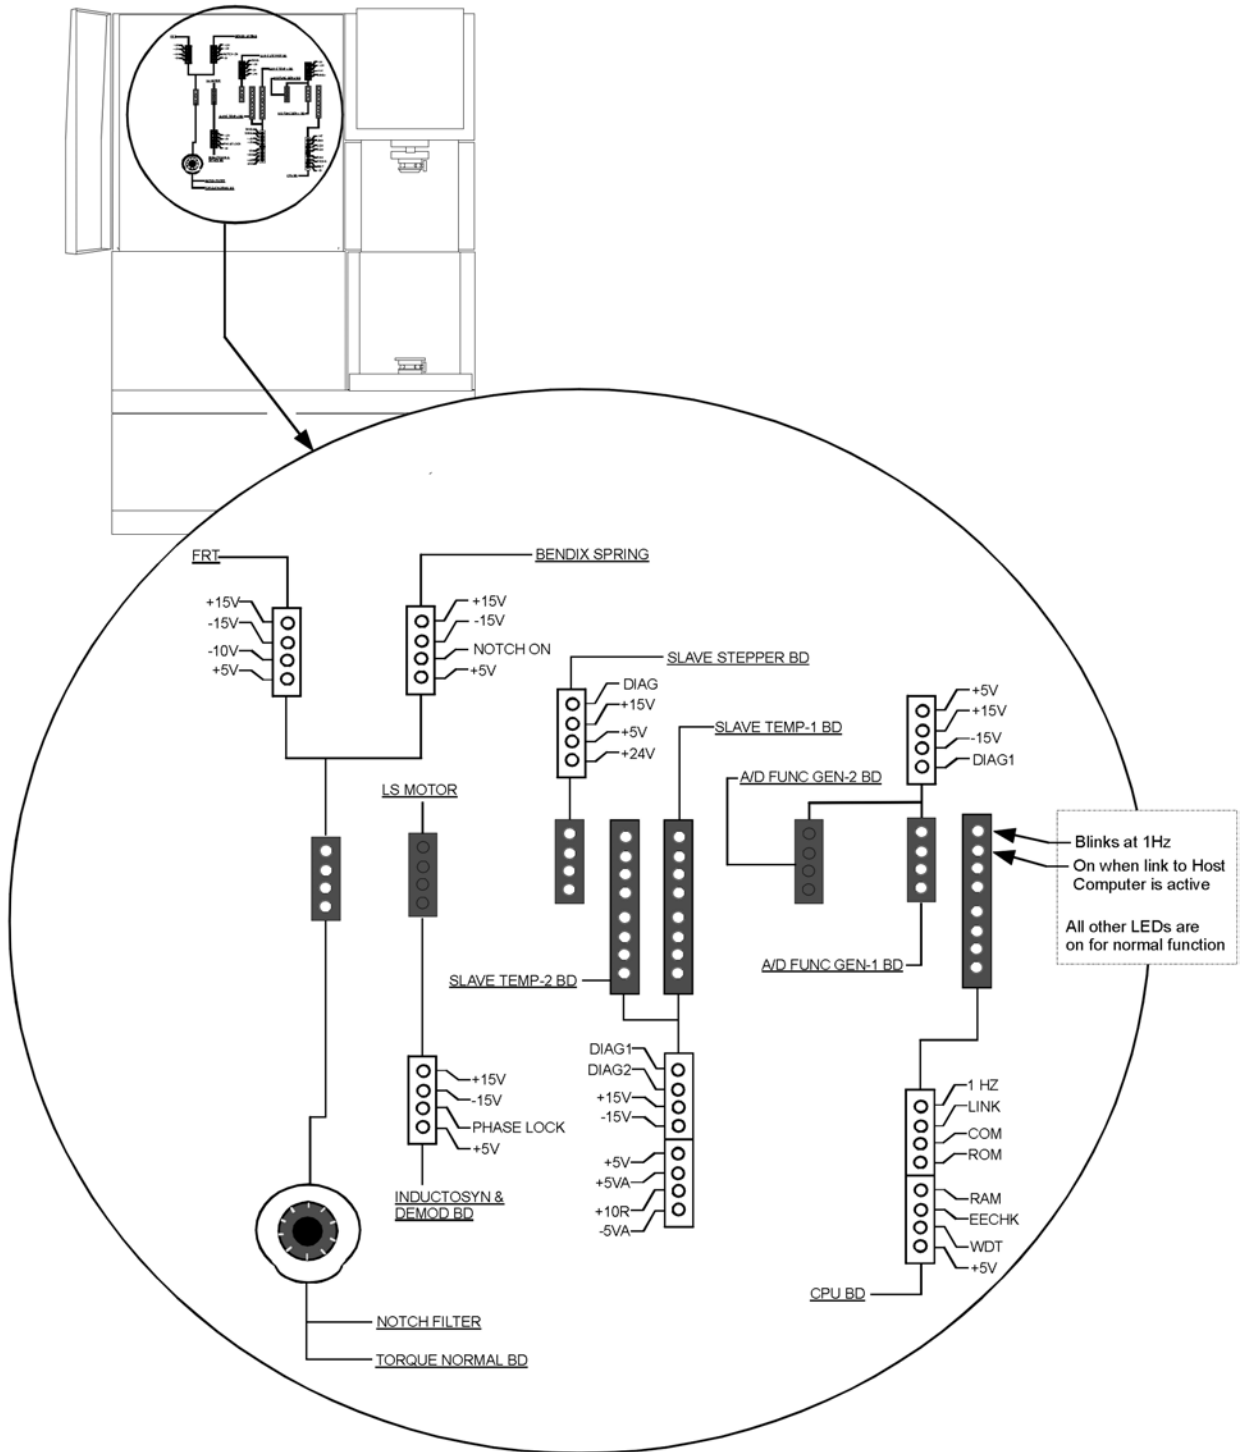 FRT
BENDIX SPRING
+15V
-15V
-10V
+5V
+15V
-15V
NOTCH ON
+5V
SLAVE STEPPER BD
DIAG
+15V
+5V
+24V
SLAVE TEMP-1 BD
+5V
+15V
-15V
DIAG1
A/D FUNC GEN-2 BD
LS MOTOR
Blinks at 1Hz
On when link to Host
Computer is active
All other LEDs are
on for normal function
A/D FUNC GEN-1 BD
SLAVE TEMP-2 BD
DIAG1
DIAG2
+15V
-15V
+5V
+5VA
+10R
-5VA
+15V
-15V
PHASE LOCK
+5V
INDUCTOSYN &
DEMOD BD
1 HZ
LINK
COM
ROM
RAM
EECHK
WDT
+5V
CPU BD
NOTCH FILTER
TORQUE NORMAL BD